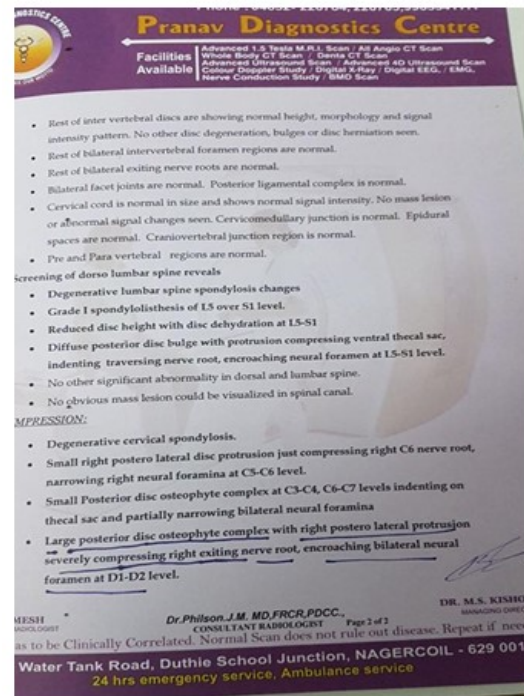 Pranav Diagnostics Centre
Facilities Available
Advanced 1.5 Tesla M.R.I. Scan / All Angio CT Scan
Whole Body CT Scan / Denta CT Scan
Advanced Ultrasound Scan / Advanced 4D Ultrasound Scan
Colour Doppler Study / Digital X-Ray / Digital EEG, / EMG,
Nerve Conduction Study / BMD Scan
• Rest of inter vertebral discs are showing normal height, morphology and signal
intensity pattern. No other disc degeneration, bulges or disc herniation seen.
• Rest of bilateral intervertebral foramen regions are normal.
• Rest of bilateral exiting nerve roots are normal.
• Bilateral facet joints are normal. Posterior ligamental complex is normal.
• Cervical cord is normal in size and shows normal signal intensity. No mass lesion
or abnormal signal changes seen. Cervicomedullary junction is normal. Epidural
spaces are normal. Craniovertebral junction region is normal.
• Pre and Para vertebral regions are normal.
Screening of dorso lumbar spine reveals
• Degenerative lumbar spine spondylosis changes
• Grade I spondylolisthesis of L5 over S1 level.
• Reduced disc height with disc dehydration at L5-S1
• Diffuse posterior disc bulge with protrusion compressing ventral thecal sac,
indenting traversing nerve root, encroaching neural foramen at L5-S1 level.
• No other significant abnormality in dorsal and lumbar spine.
• No obvious mass lesion could be visualized in spinal canal.
MPRESSION:
• Degenerative cervical spondylosis.
• Small right postero lateral disc protrusion just compressing right C6 nerve root,
narrowing right neural foramina at C5-C6 level.
• Small Posterior disc osteophyte complex at C3-C4, C6-C7 levels indenting on
thecal sac and partially narrowing bilateral neural foramina
• Large posterior disc osteophyte complex with right postero lateral protrusion
severely compressing right exiting nerve root, encroaching bilateral neural
foramen at D1-D2 level.
MESH
Dr.Philson.J.M. MD,FRCR,PDCC.,
DR. M.S. KISHO
CONSULTANT RADIOLOGIST
Page 2 of 2
MANAGING DIRECT
as to be Clinically Correlated. Normal Scan does not rule out disease. Repeat if nec
Water Tank Road, Duthie School Junction, NAGERCOIL - 629 001
24 hrs emergency service, Ambulance service